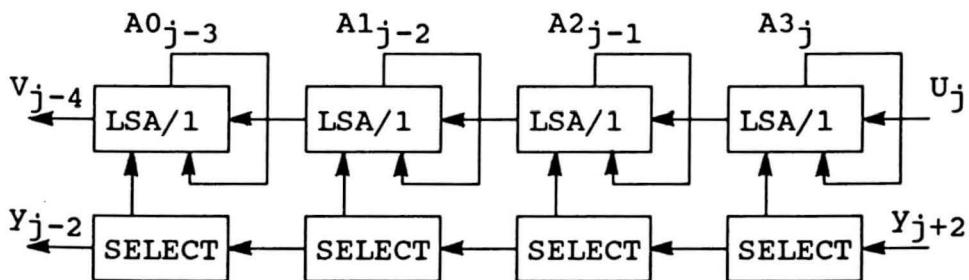 A0j-3 A1j-2 A2j-1 A3j
Vj-4 LSA/1 LSA/1 LSA/1 LSA/1 Uj
yj-2 SELECT SELECT SELECT SELECT yj+2